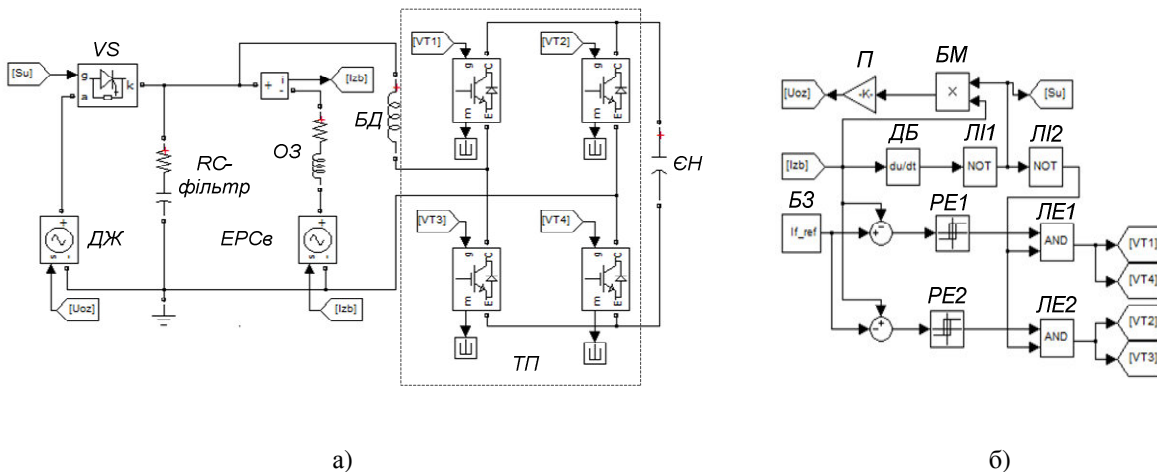 VS
[Su]
g
a
k
+
-
i
[Izb]
ОЗ
RC-
фільтр
ДЖ
s
[Uoz]
ЕРСв
s
[Izb]
БД
[VT1]
g
C
m
E
[VT2]
g
C
m
E
ЄН
[VT3]
g
C
m
E
[VT4]
g
C
m
E
ТП
а)
П
БМ
[Uoz]
-K-
X
[Su]
ДБ
ЛІ1
ЛІ2
[Izb]
du/dt
NOT
NOT
БЗ
If_ref
РЕ1
ЛЕ1
AND
[VT1]
[VT4]
РЕ2
ЛЕ2
AND
[VT2]
[VT3]
б)